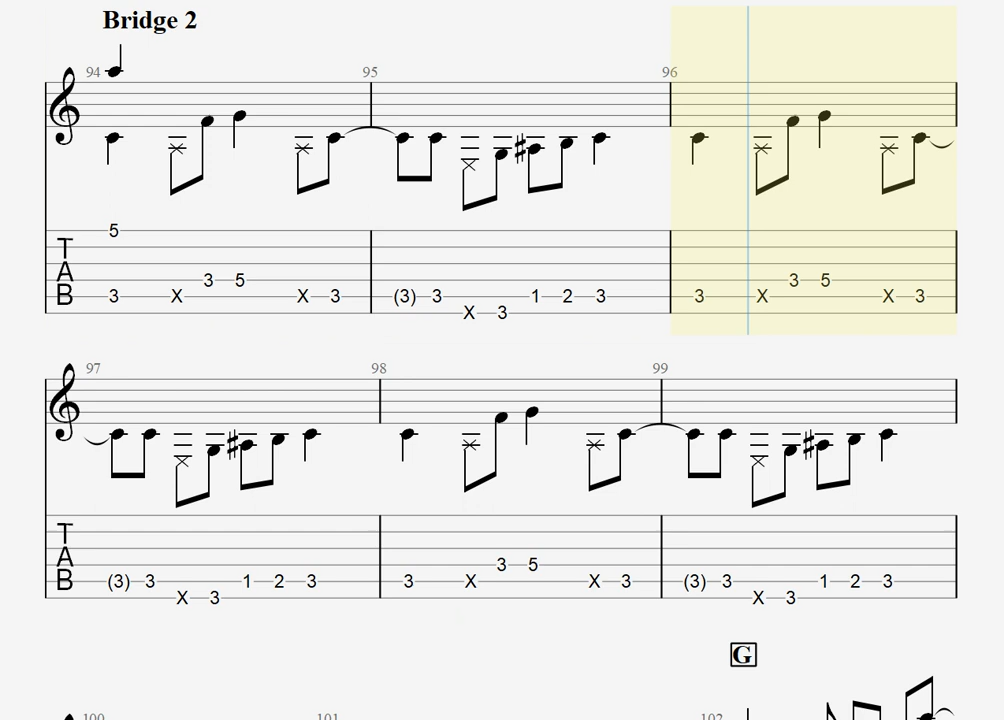 Bridge 2
94 95 96
5
T
A 3 5 3 5
B 3 X X 3 (3) 3 1 2 3 3 X X 3
X 3
97 98 99
T
A 3 5
B (3) 3 1 2 3 3 X X 3 (3) 3 1 2 3
X 3 X 3
G
100 101 102